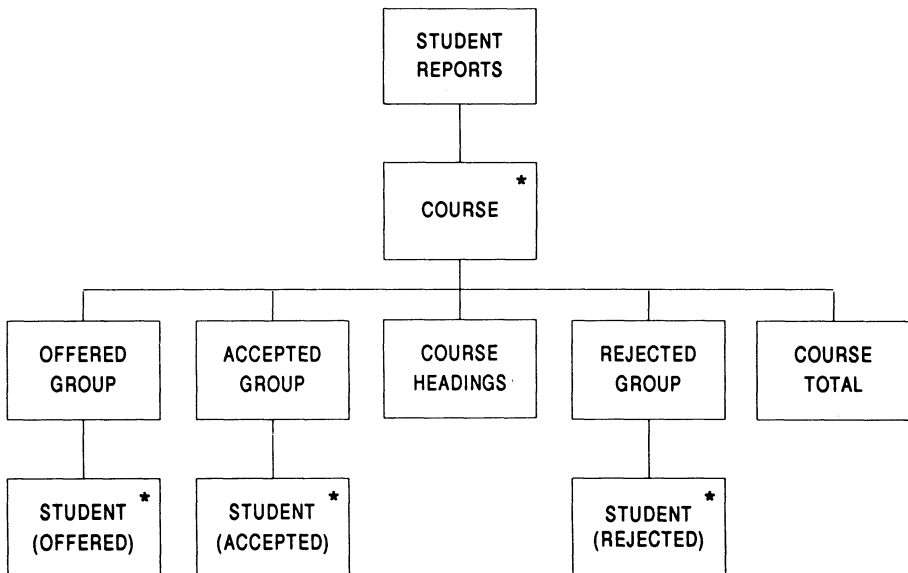 STUDENT
REPORTS
*
COURSE
OFFERED
GROUP
ACCEPTED
GROUP
COURSE
HEADINGS
REJECTED
GROUP
COURSE
TOTAL
*
STUDENT
(OFFERED)
*
STUDENT
(ACCEPTED)
*
STUDENT
(REJECTED)